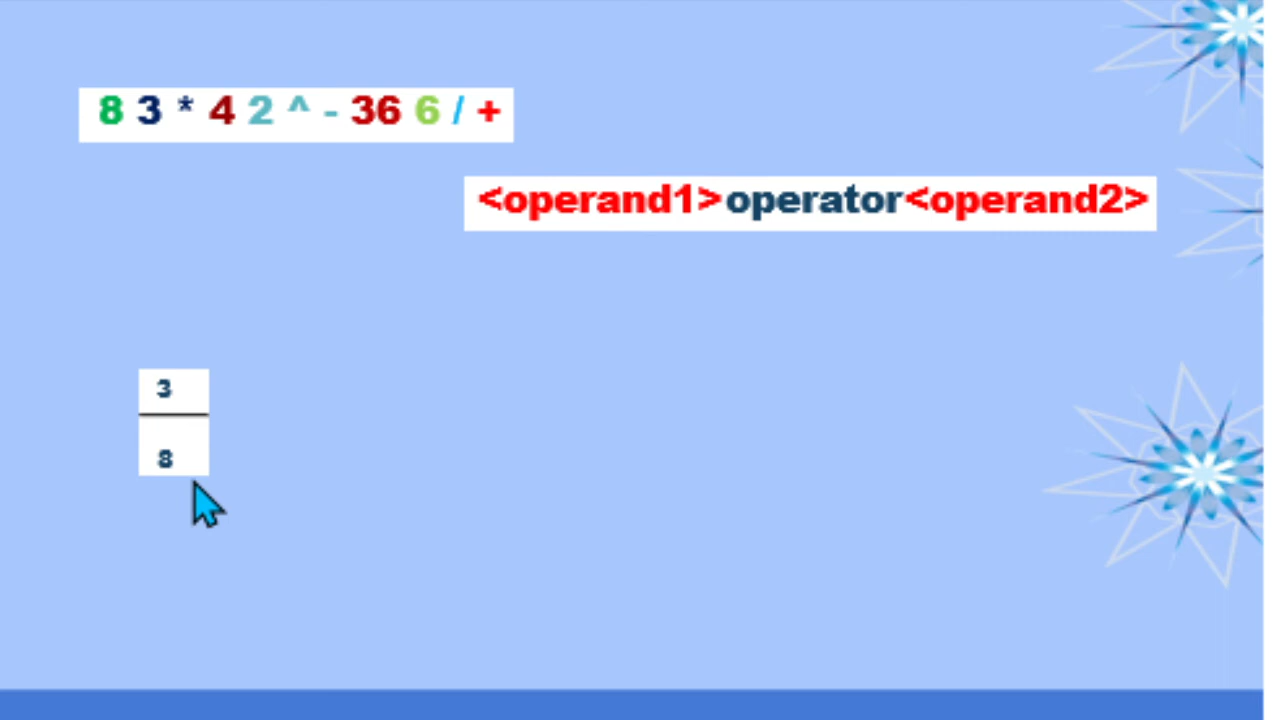 8 3 * 4 2 ^ - 36 6 / +
<operand1>operator<operand2>
3
8